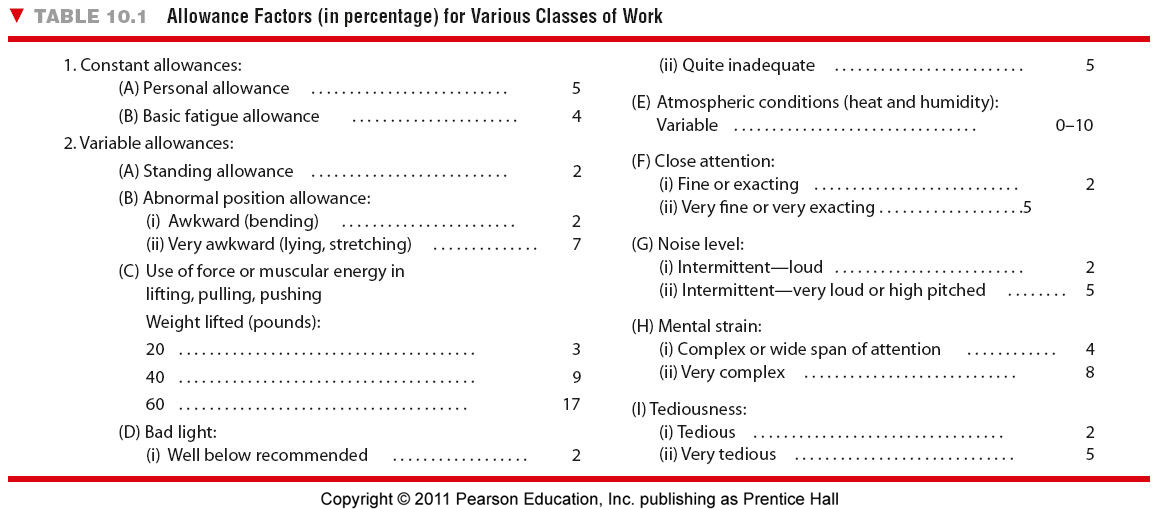 ▼ TABLE 10.1 Allowance Factors (in percentage) for Various Classes of Work
1. Constant allowances:
(A) Personal allowance .......................... 5
(B) Basic fatigue allowance ...................... 4
2. Variable allowances:
(A) Standing allowance .......................... 2
(B) Abnormal position allowance:
(i) Awkward (bending) ....................... 2
(ii) Very awkward (lying, stretching) .............. 7
(C) Use of force or muscular energy in
lifting, pulling, pushing
Weight lifted (pounds):
20 ....................................... 3
40 ....................................... 9
60 ...................................... 17
(D) Bad light:
(i) Well below recommended .................. 2
(ii) Quite inadequate ......................... 5
(E) Atmospheric conditions (heat and humidity):
Variable ................................ 0–10
(F) Close attention:
(i) Fine or exacting ........................... 2
(ii) Very fine or very exacting ...................5
(G) Noise level:
(i) Intermittent—loud ......................... 2
(ii) Intermittent—very loud or high pitched ........ 5
(H) Mental strain:
(i) Complex or wide span of attention ............ 4
(ii) Very complex ............................ 8
(I) Tediousness:
(i) Tedious ................................. 2
(ii) Very tedious ............................. 5
Copyright © 2011 Pearson Education, Inc. publishing as Prentice Hall